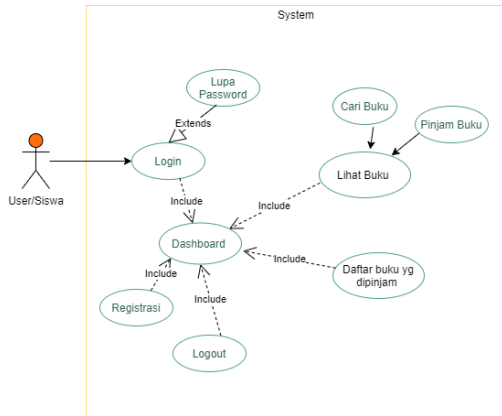 System
Lupa
Password
Cari Buku
Pinjam Buku
Extends
Login
Lihat Buku
User/Siswa
Include
Include
Dashboard
Include
Include
Daftar buku yg
dipinjam
Registrasi
Include
Logout